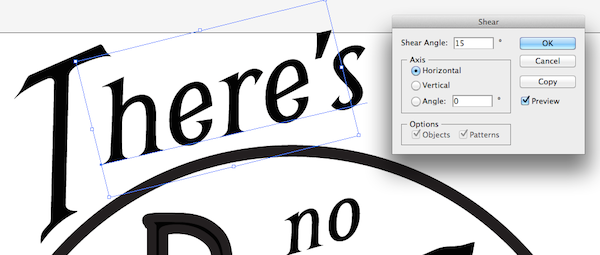 There's
no
Shear
Shear Angle: 15 °
OK
Axis
Horizontal
Vertical
Angle: 0 °
Cancel
Copy
Preview
Options
Objects Patterns